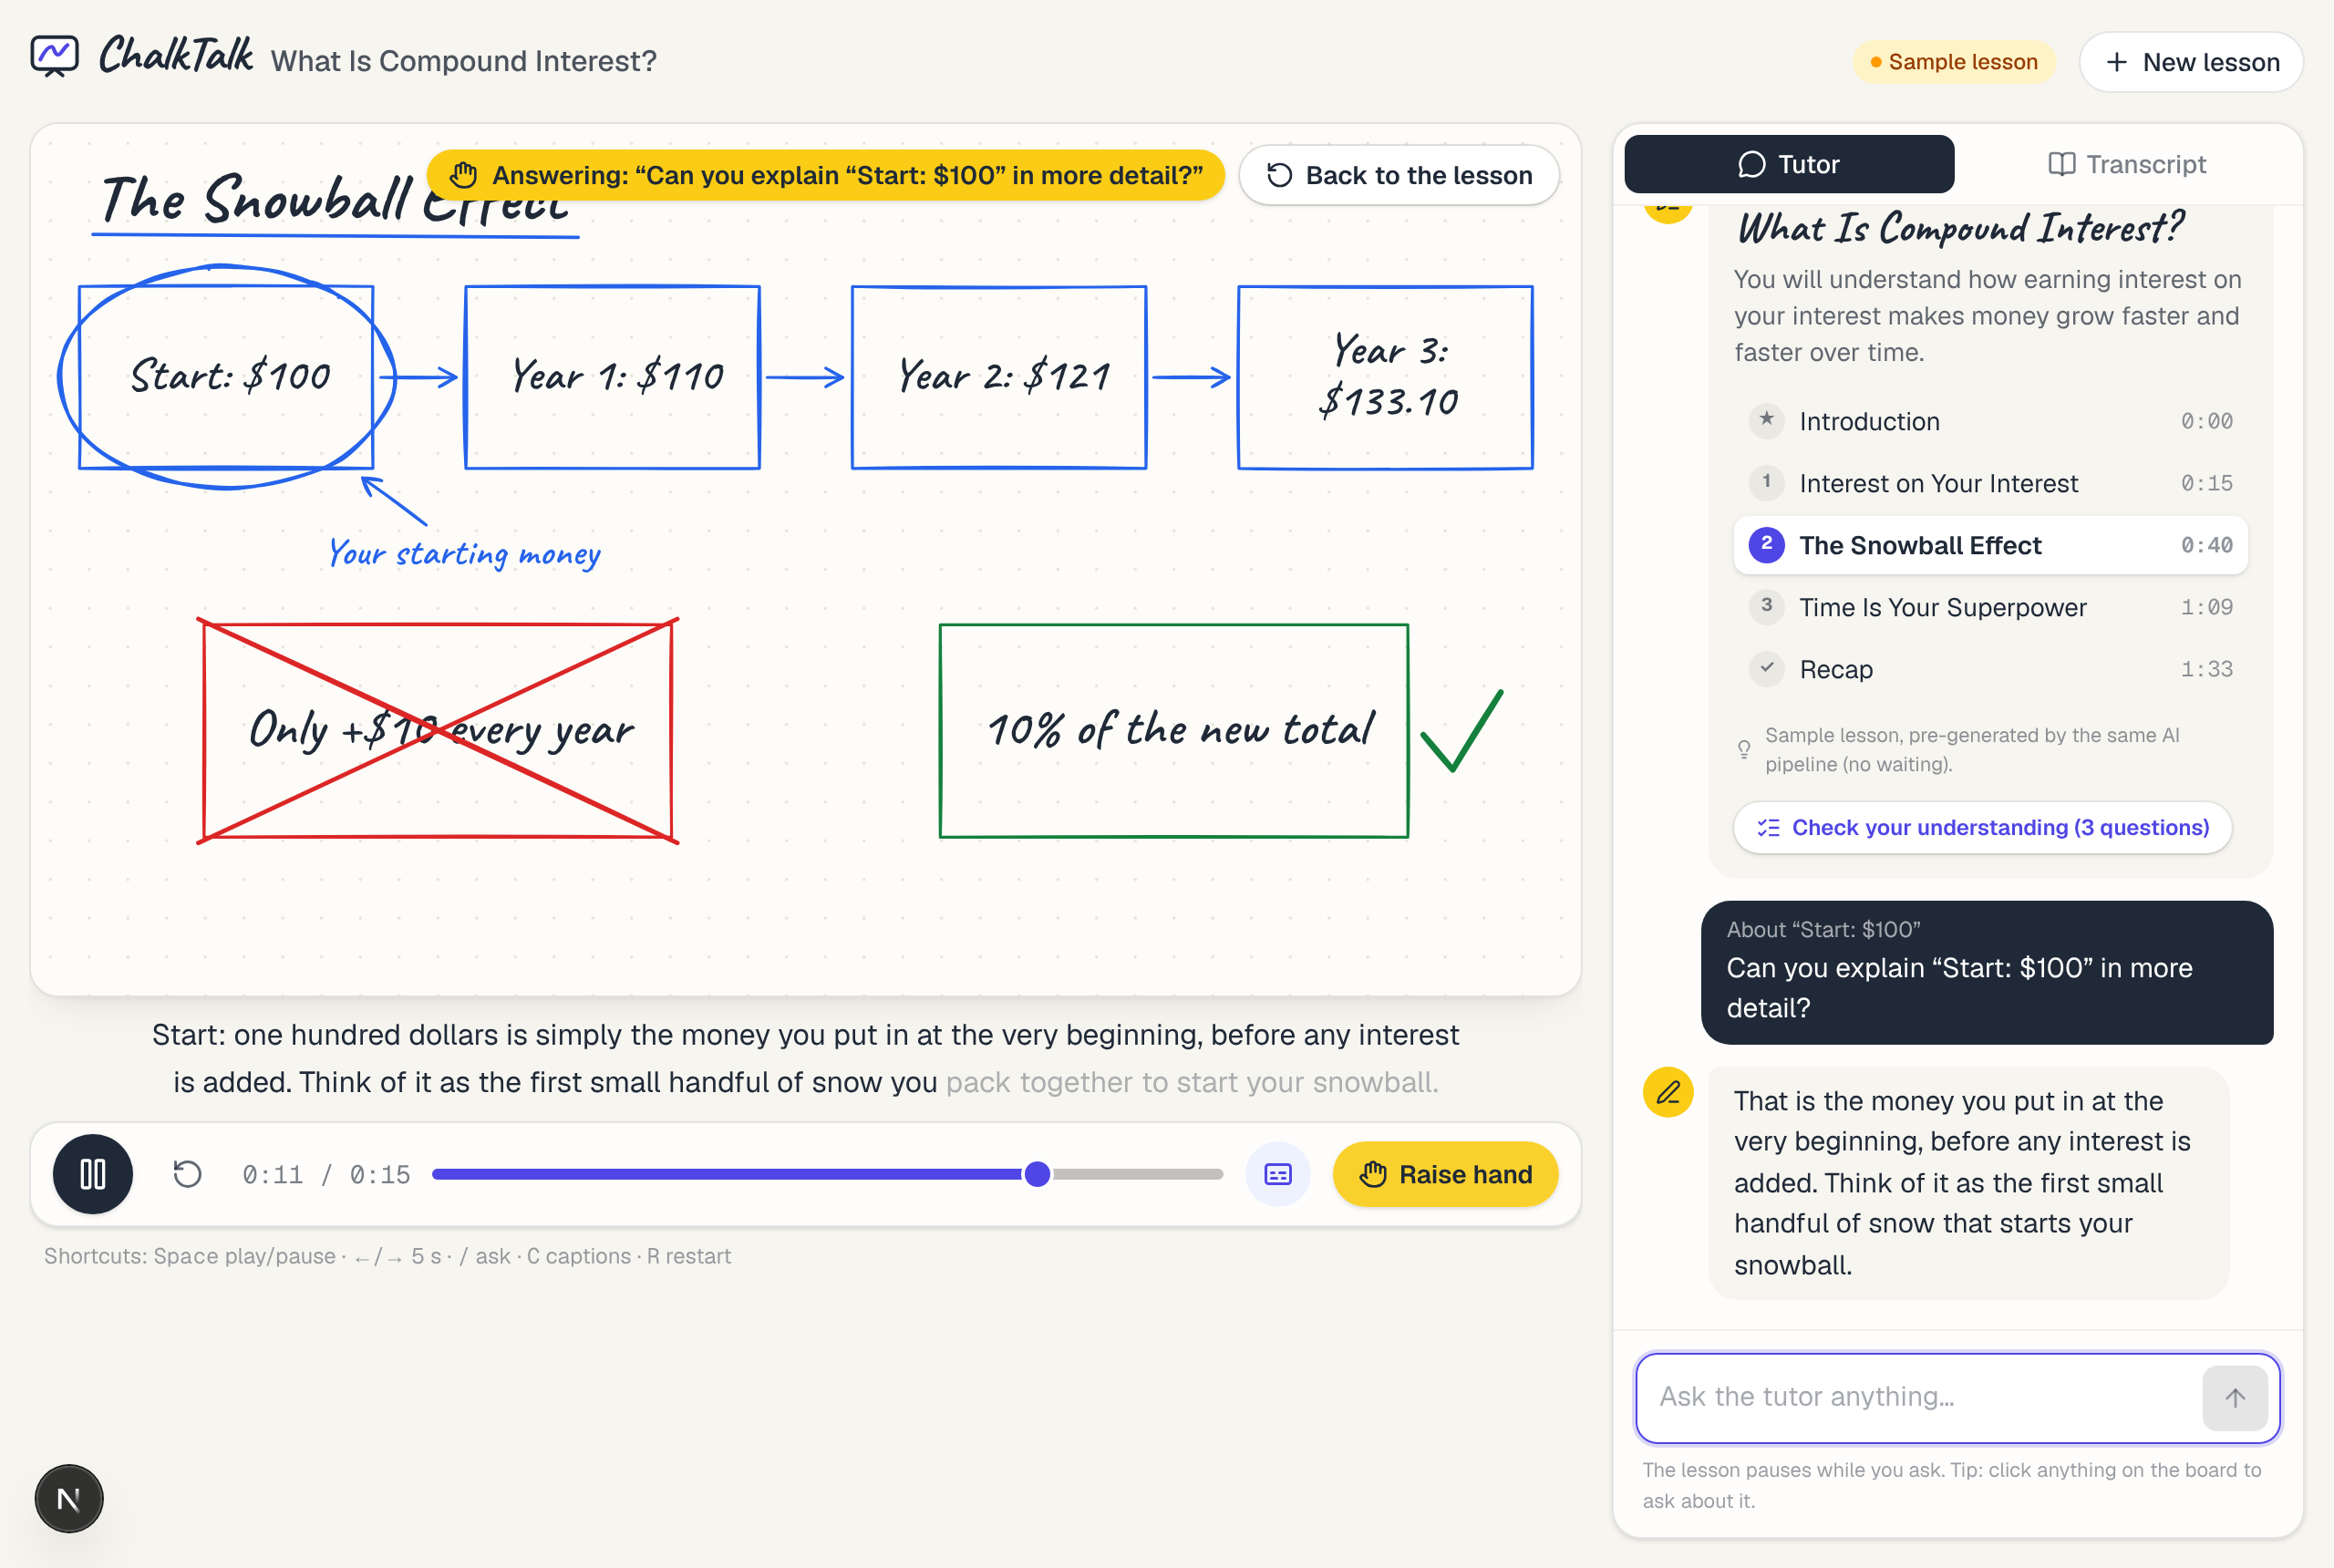 ChalkTalk What Is Compound Interest?
Sample lesson
New lesson
The Snowball Effect
Answering: “Can you explain “Start: $100” in more detail?”
Back to the lesson
Start: $100
Year 1: $110
Year 2: $121
Year 3:
$133.10
Your starting money
Only +$10 every year
10% of the new total
Start: one hundred dollars is simply the money you put in at the very beginning, before any interest
is added. Think of it as the first small handful of snow you pack together to start your snowball.
0:11 / 0:15
Raise hand
Shortcuts: Space play/pause · ←/→ 5 s · / ask · C captions · R restart
N
Tutor
Transcript
What Is Compound Interest?
You will understand how earning interest on
your interest makes money grow faster and
faster over time.
Introduction 0:00
1 Interest on Your Interest 0:15
2 The Snowball Effect 0:40
3 Time Is Your Superpower 1:09
Recap 1:33
Sample lesson, pre-generated by the same AI
pipeline (no waiting).
Check your understanding (3 questions)
About “Start: $100”
Can you explain “Start: $100” in more
detail?
That is the money you put in at the
very beginning, before any interest is
added. Think of it as the first small
handful of snow that starts your
snowball.
Ask the tutor anything...
The lesson pauses while you ask. Tip: click anything on the board to
ask about it.